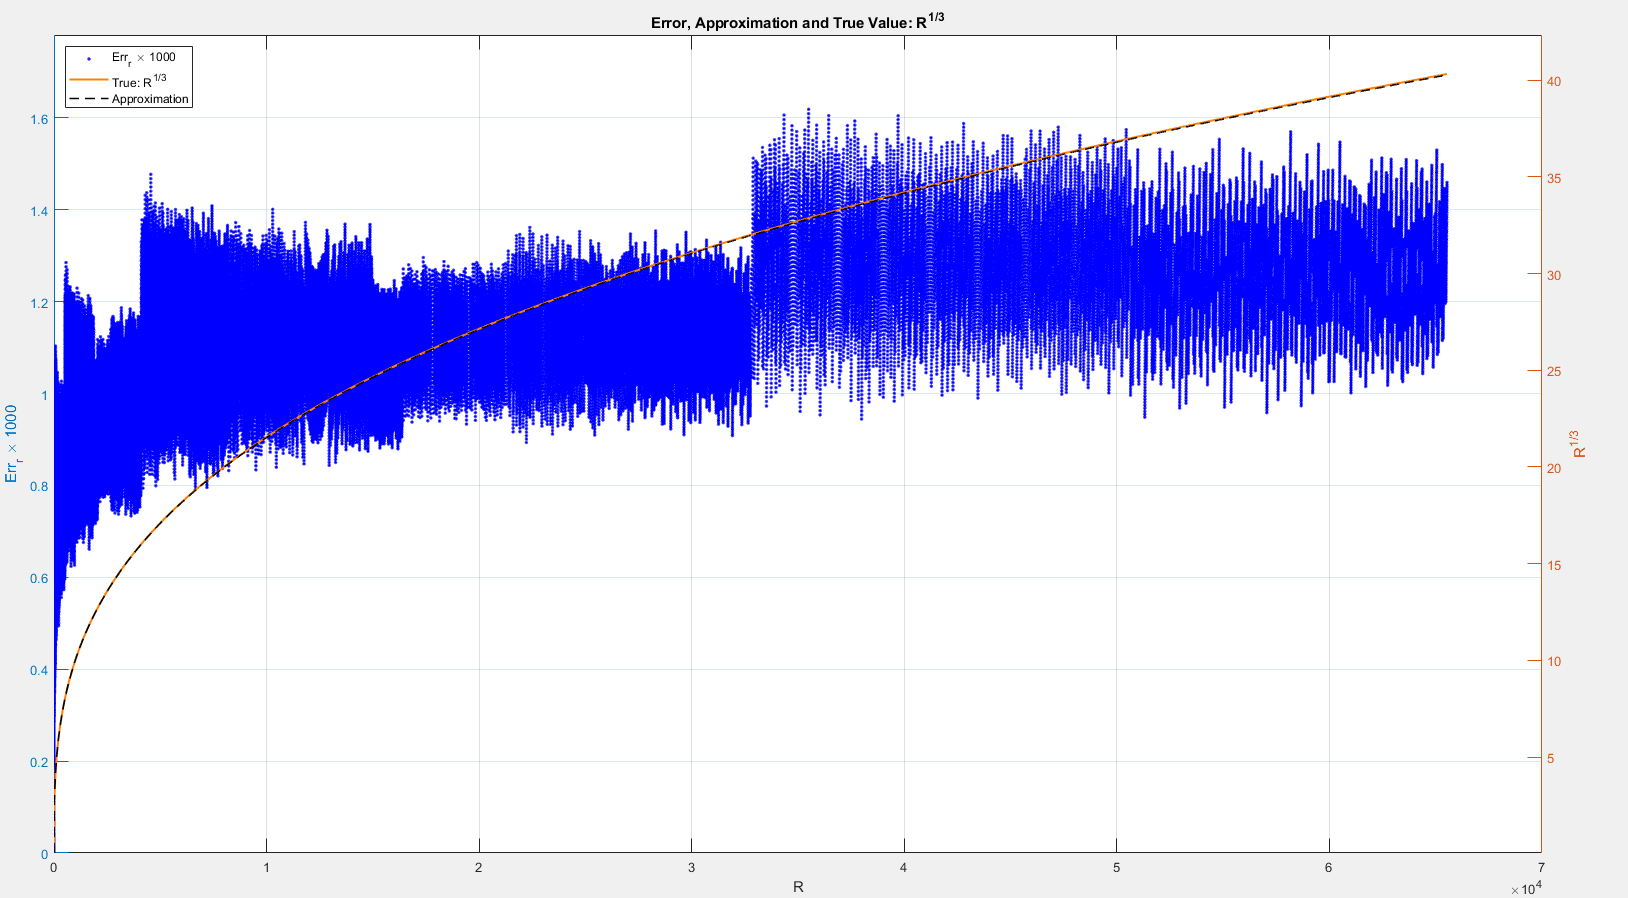 Error, Approximation and True Value: R^1/3
Err_r × 1000
True: R^1/3
Approximation
Err_r × 1000
1.6
1.4
1.2
1
0.8
0.6
0.4
0.2
0
40
35
30
25
20
15
10
5
R^1/3
0 1 2 3 4 5 6 7
×10^4
R